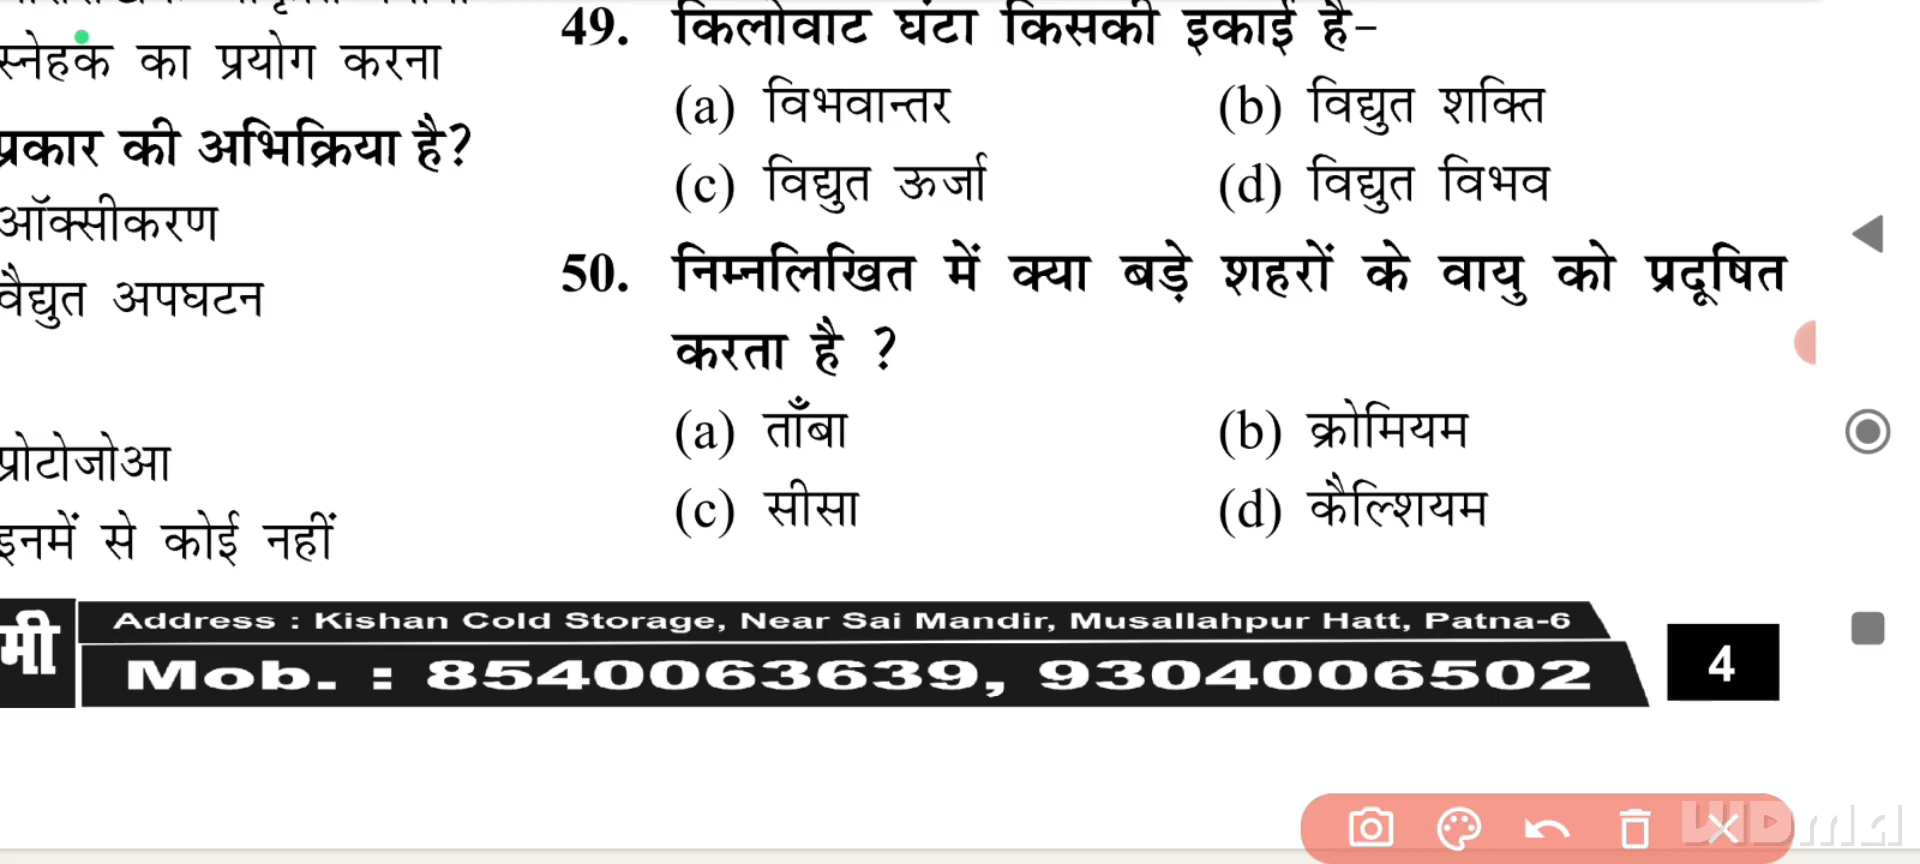 स्नेहक का प्रयोग करना
प्रकार की अभिक्रिया है?
ऑक्सीकरण
वैद्युत अपघटन
प्रोटोजोआ
इनमें से कोई नहीं
49. किलोवाट घंटा किसकी इकाई है-
(a) विभवान्तर (b) विद्युत शक्ति
(c) विद्युत ऊर्जा (d) विद्युत विभव
50. निम्नलिखित में क्या बड़े शहरों के वायु को प्रदूषित
करता है ?
(a) ताँबा (b) क्रोमियम
(c) सीसा (d) कैल्शियम
मी
Address : Kishan Cold Storage, Near Sai Mandir, Musallahpur Hatt, Patna-6
Mob. : 8540063639, 9304006502
4